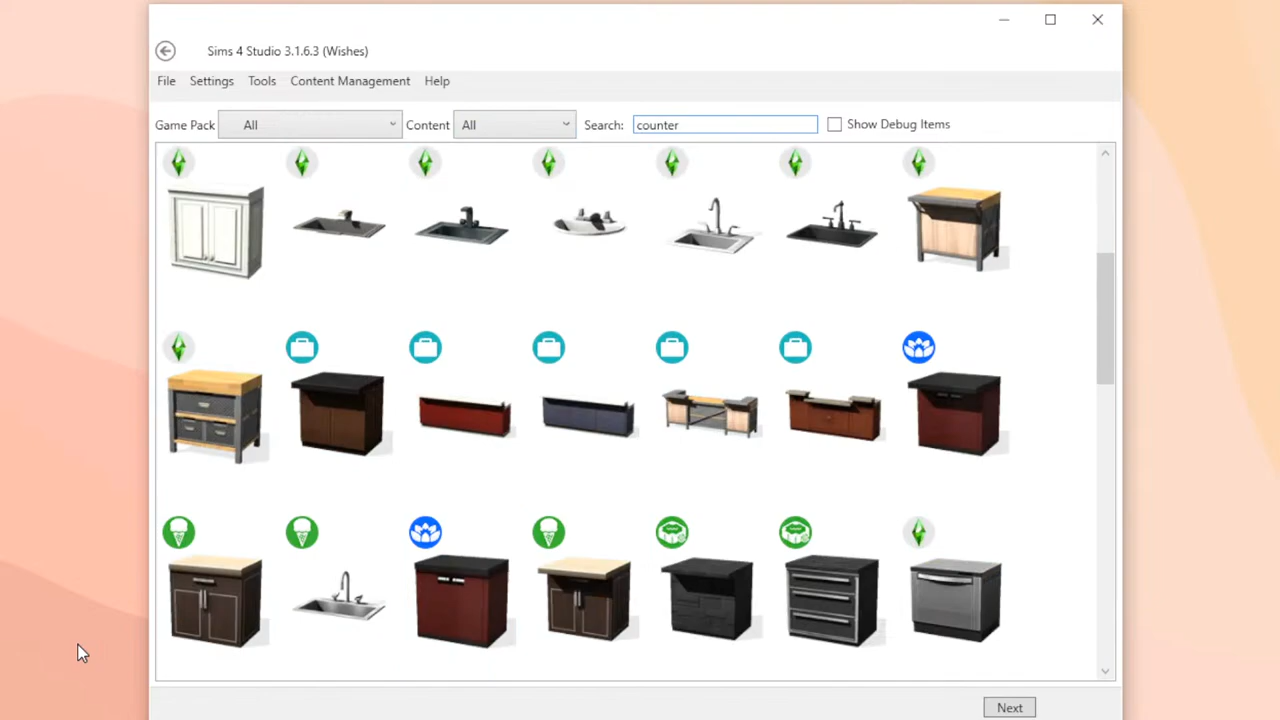 Sims 4 Studio 3.1.6.3 (Wishes)
File Settings Tools Content Management Help
Game Pack All Content All Search: counter Show Debug Items
Next